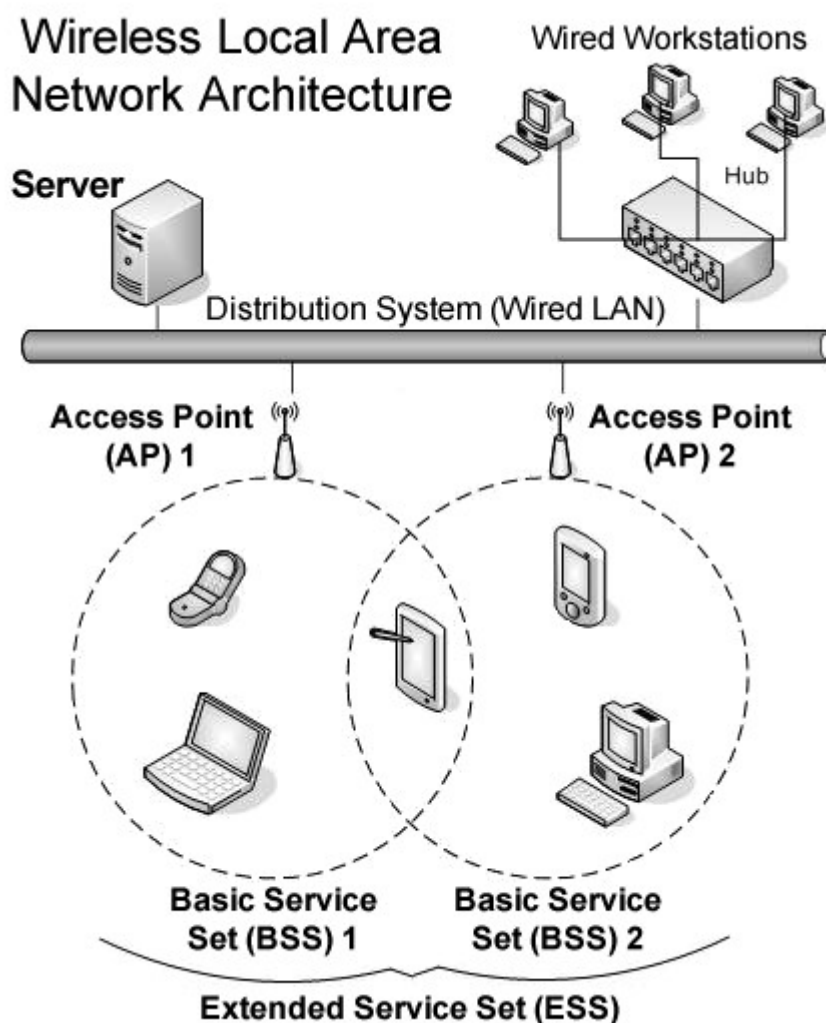 Wireless Local Area
Network Architecture
Wired Workstations
Server
Hub
Distribution System (Wired LAN)
Access Point
(AP) 1
Access Point
(AP) 2
Basic Service
Set (BSS) 1
Basic Service
Set (BSS) 2
Extended Service Set (ESS)